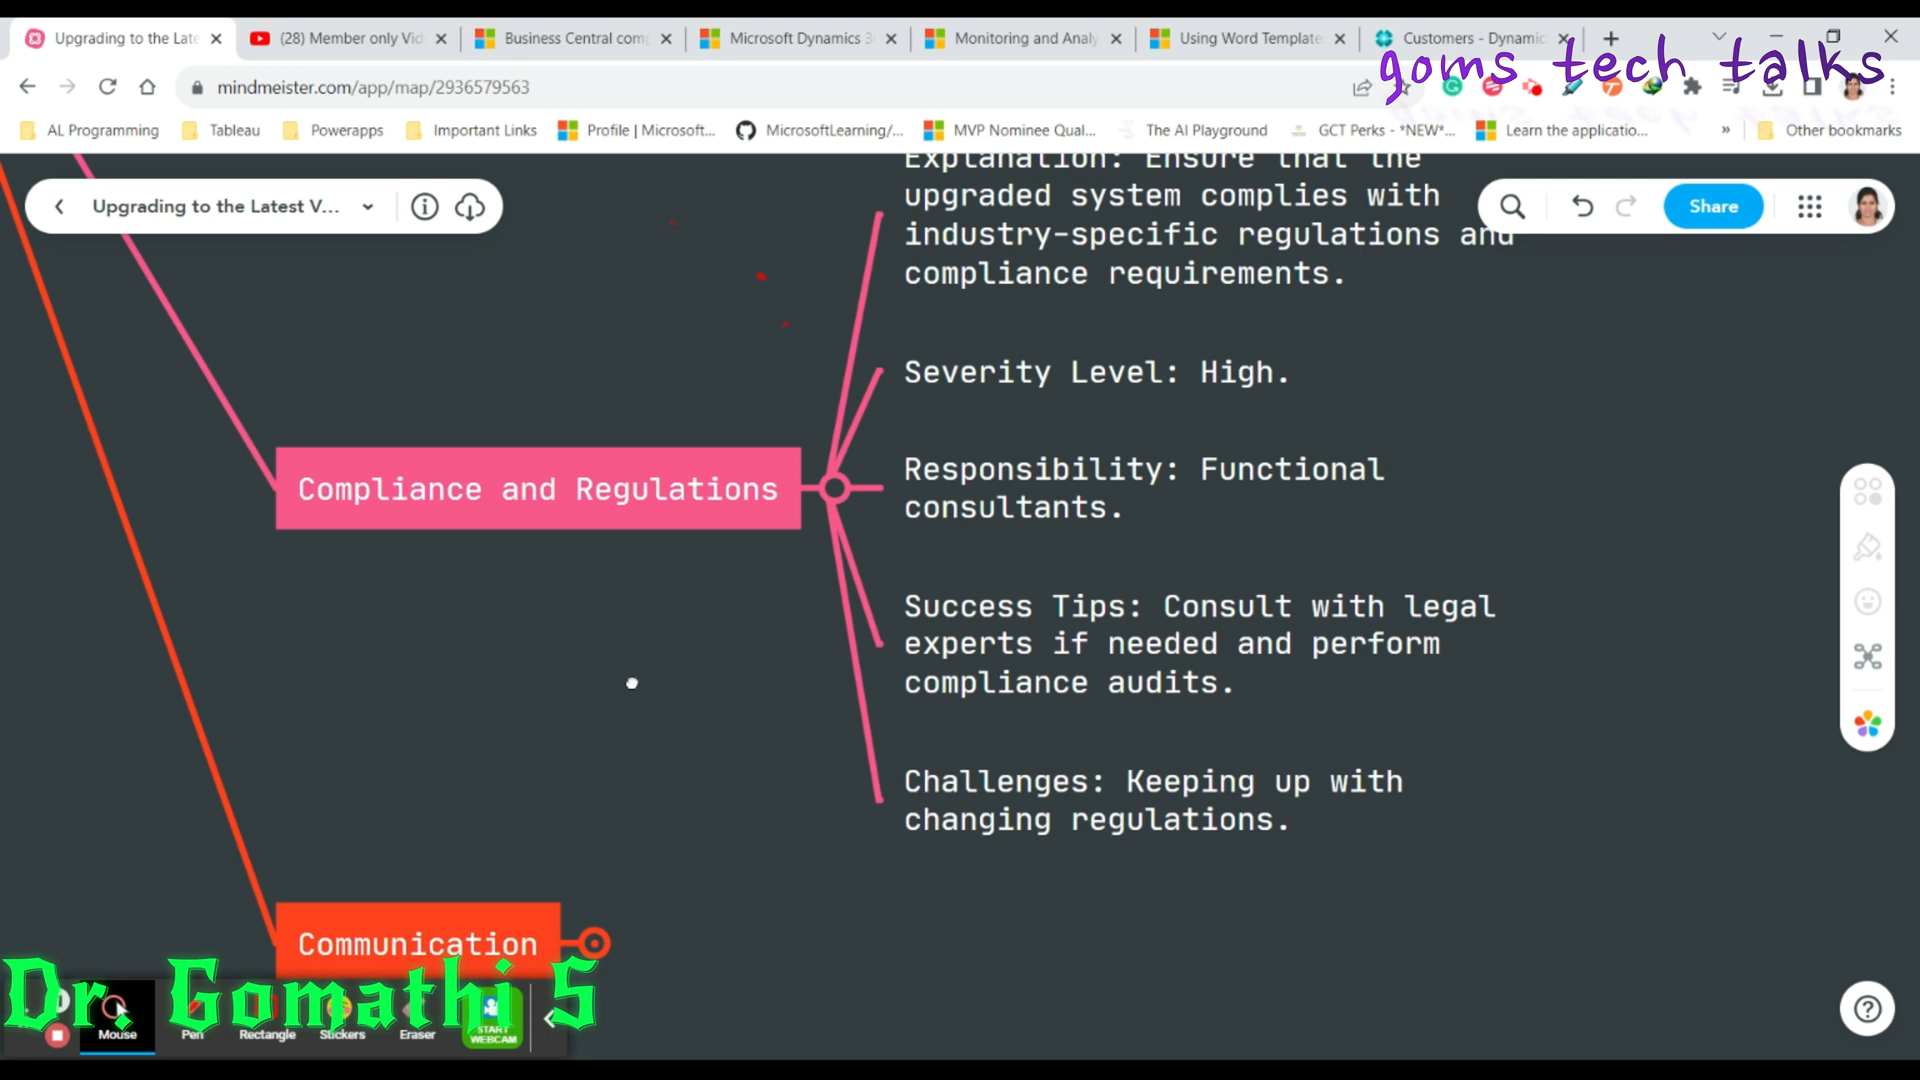 Upgrading to the Late
(28) Member only Vid
Business Central com
Microsoft Dynamics 3
Monitoring and Analy
Using Word Template
Customers - Dynamic
goms tech talks
mindmeister.com/app/map/2936579563
AL Programming
Tableau
Powerapps
Important Links
Profile | Microsoft...
MicrosoftLearning/...
MVP Nominee Qual...
The AI Playground
GCT Perks - *NEW*...
Learn the applicatio...
»
Other bookmarks
Upgrading to the Latest V...
Share
Explanation: Ensure that the
upgraded system complies with
industry-specific regulations and
compliance requirements.
Severity Level: High.
Compliance and Regulations
Responsibility: Functional
consultants.
Success Tips: Consult with legal
experts if needed and perform
compliance audits.
Challenges: Keeping up with
changing regulations.
Communication
Dr. Gomathi S
Mouse
Pen
Rectangle
Stickers
Eraser
START
WEBCAM